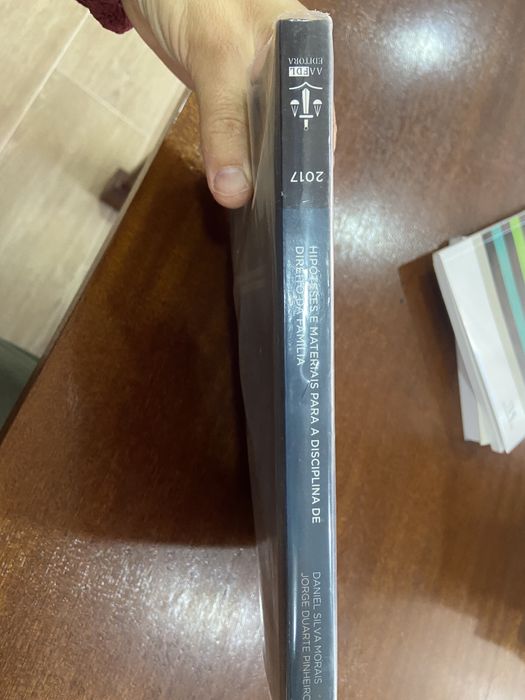 AAFDL
EDITORA
2017
HIPÓTESES E MATERIAIS PARA A DISCIPLINA DE
DIREITO DA FAMÍLIA
DANIEL SILVA MORAIS
JORGE DUARTE PINHEIRO